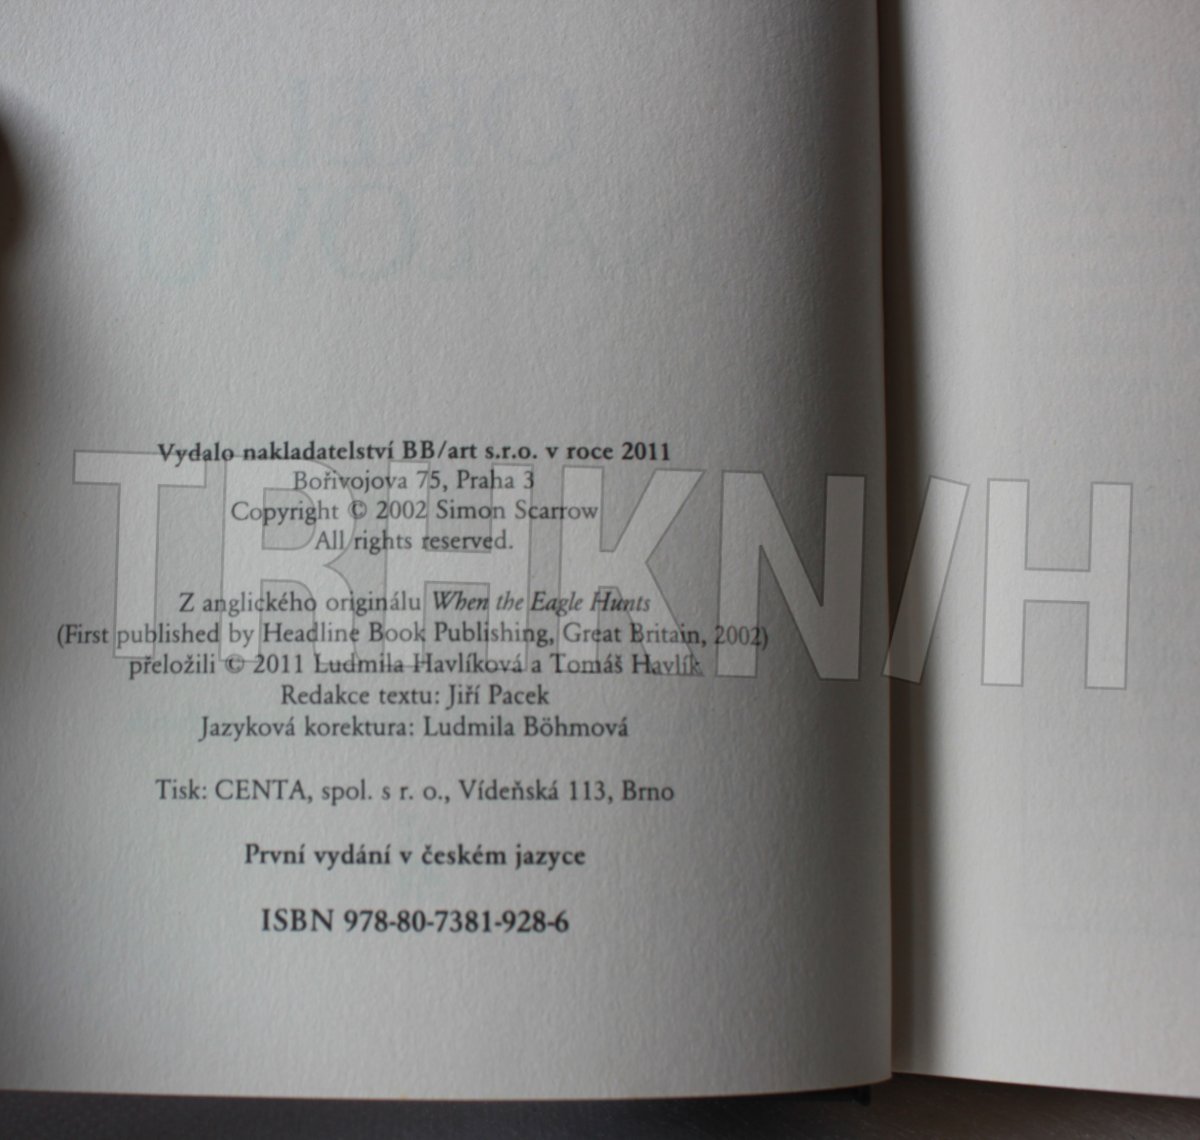 Vydalo nakladatelství BB/art s.r.o. v roce 2011
Bořivojova 75, Praha 3
Copyright © 2002 Simon Scarrow
All rights reserved.
Z anglického originálu When the Eagle Hunts
(First published by Headline Book Publishing, Great Britain, 2002)
přeložili © 2011 Ludmila Havlíková a Tomáš Havlík
Redakce textu: Jiří Pacek
Jazyková korektura: Ludmila Böhmová
Tisk: CENTA, spol. s r. o., Vídeňská 113, Brno
První vydání v českém jazyce
ISBN 978-80-7381-928-6
TRHKNIH